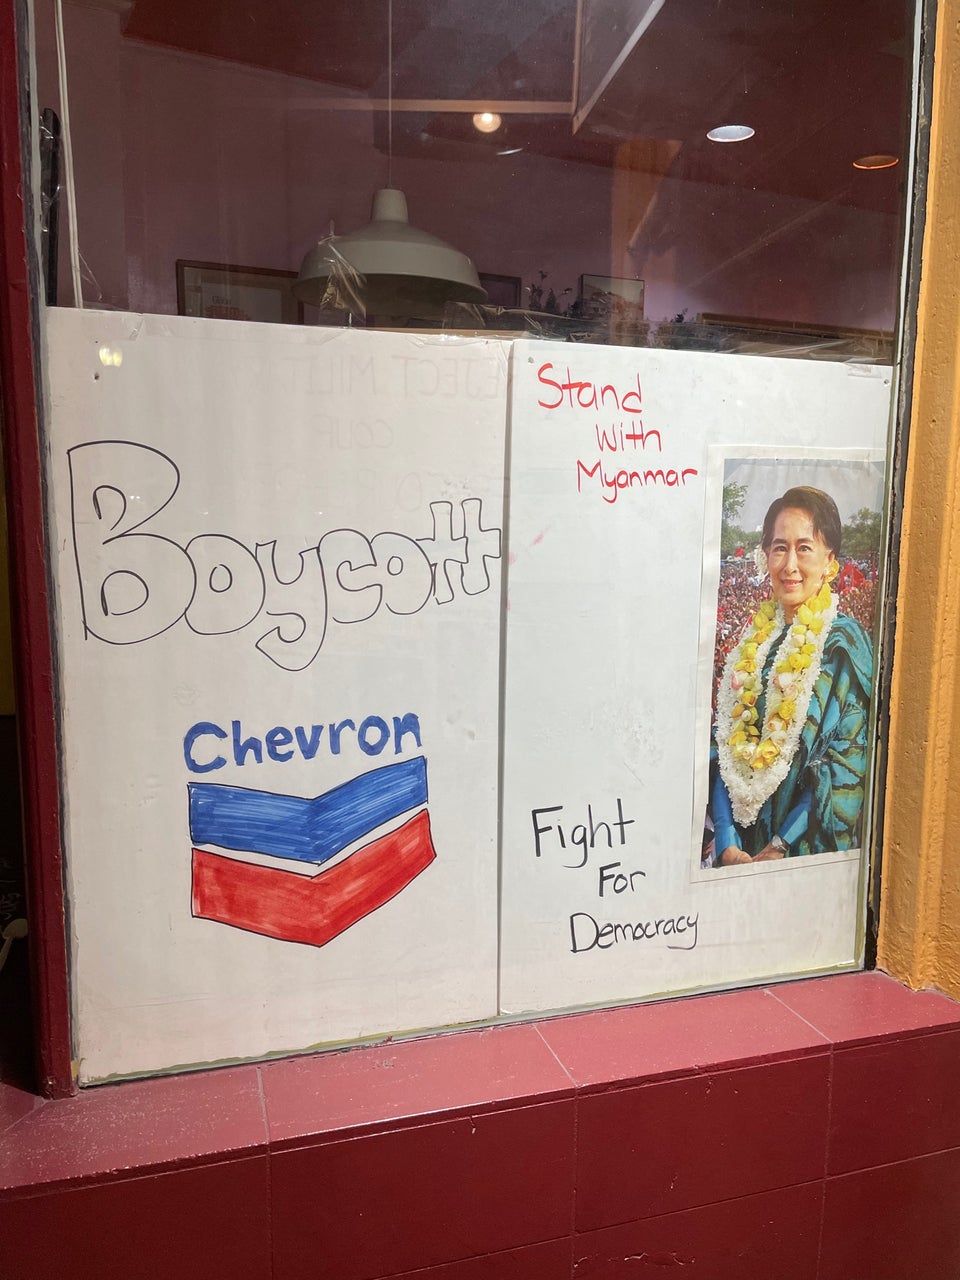 Boycott
Chevron
Stand
With
Myanmar
Fight
For
Democracy